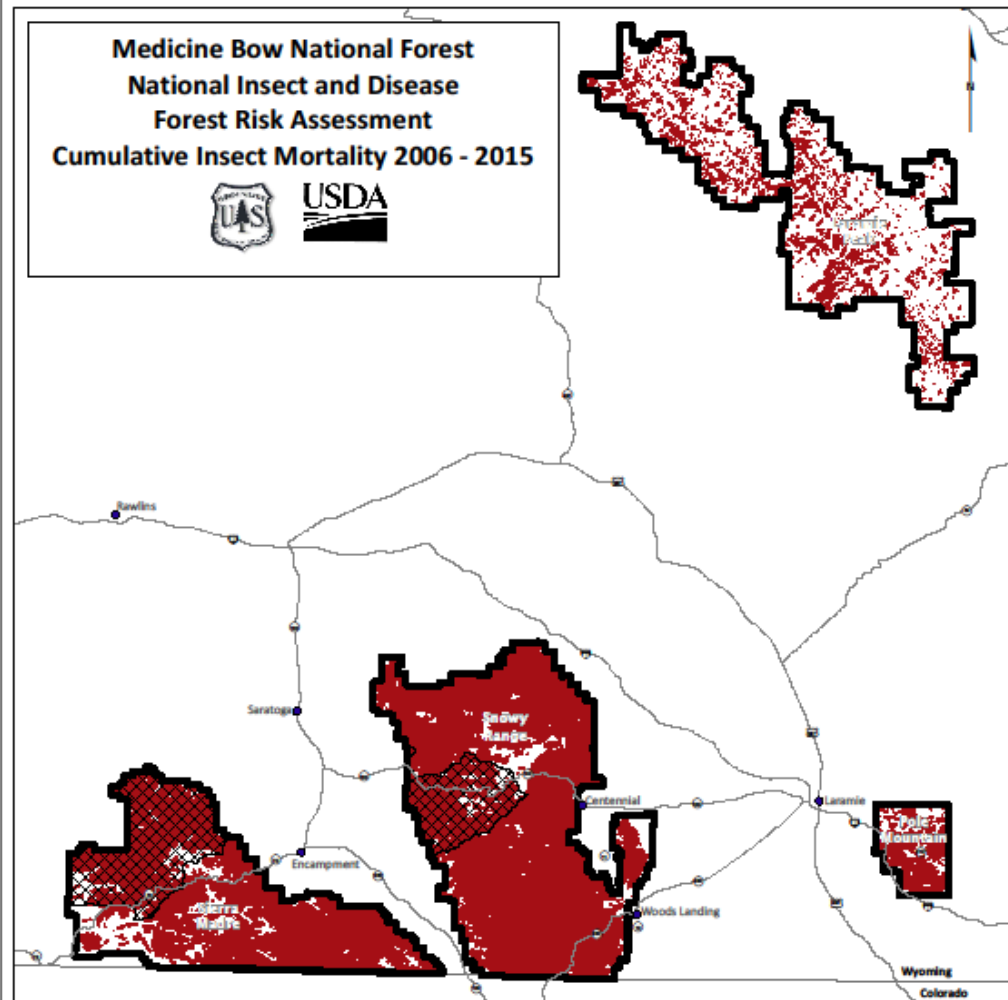 Medicine Bow National Forest
National Insect and Disease
Forest Risk Assessment
Cumulative Insect Mortality 2006 - 2015
U S
USDA
N
Rawlins
Snowy
Range
Saratoga
Centennial
Laramie
Pole
Mountain
Encampment
Sierra
Madre
Woods Landing
Wyoming
Colorado